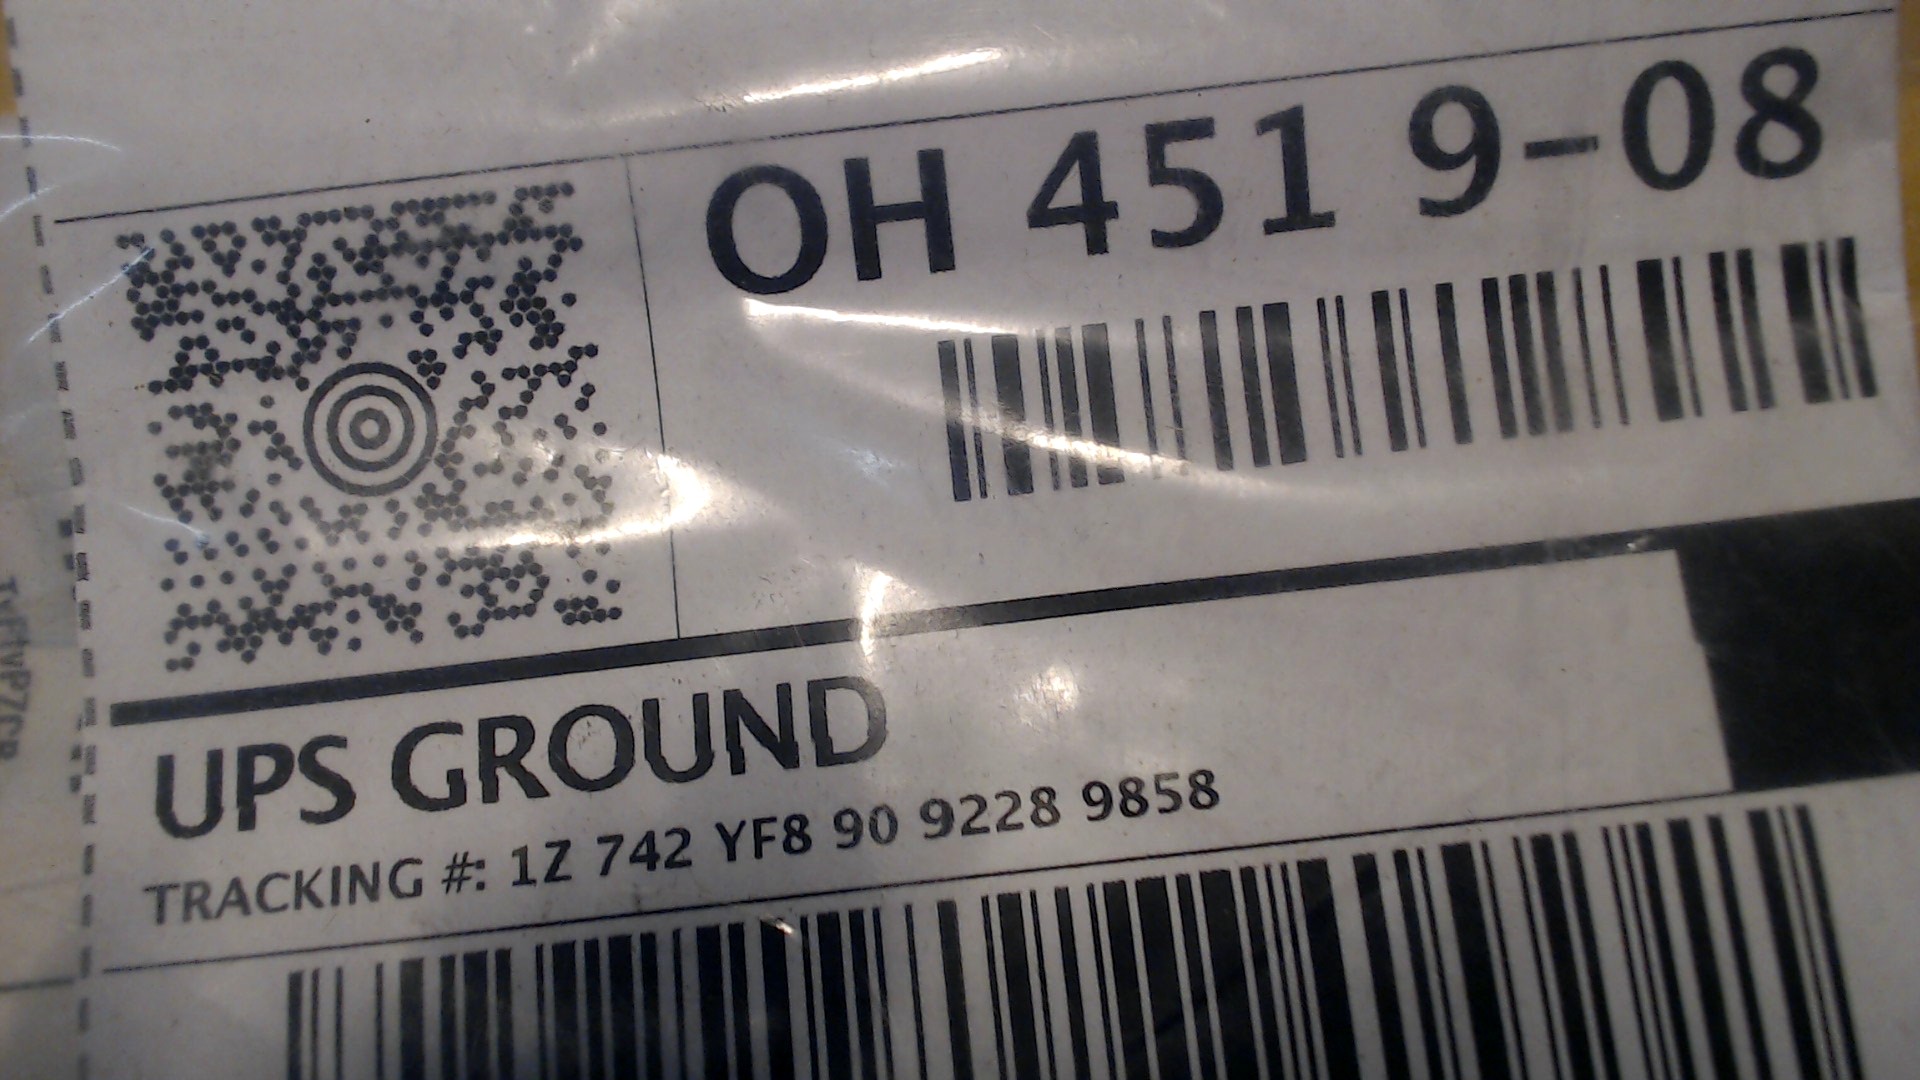 OH 451 9-08
UPS GROUND
TRACKING #: 1Z 742 YF8 90 9228 9858